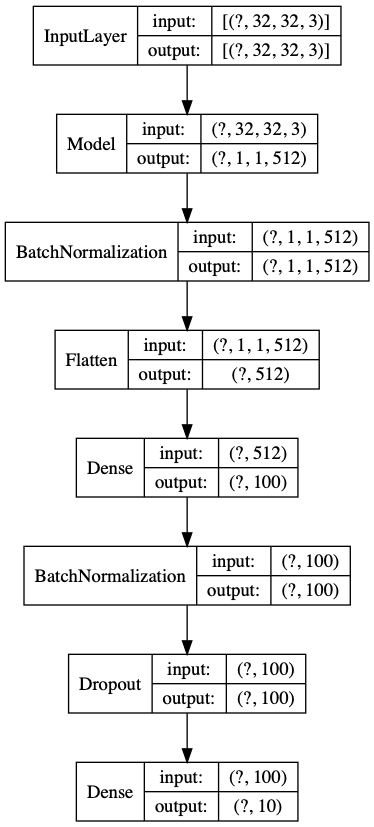 InputLayer
input: [(?, 32, 32, 3)]
output: [(?, 32, 32, 3)]
Model
input: (?, 32, 32, 3)
output: (?, 1, 1, 512)
BatchNormalization
input: (?, 1, 1, 512)
output: (?, 1, 1, 512)
Flatten
input: (?, 1, 1, 512)
output: (?, 512)
Dense
input: (?, 512)
output: (?, 100)
BatchNormalization
input: (?, 100)
output: (?, 100)
Dropout
input: (?, 100)
output: (?, 100)
Dense
input: (?, 100)
output: (?, 10)